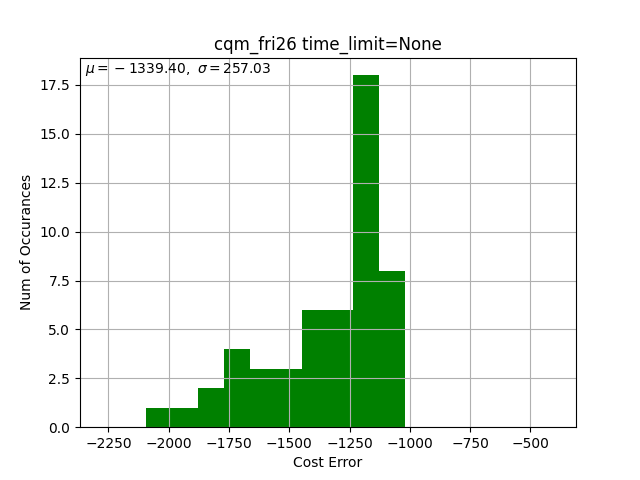 cqm_fri26 time_limit=None
μ = −1339.40, σ = 257.03
17.5
15.0
12.5
10.0
7.5
5.0
2.5
0.0
Num of Occurances
−2250 −2000 −1750 −1500 −1250 −1000 −750 −500
Cost Error